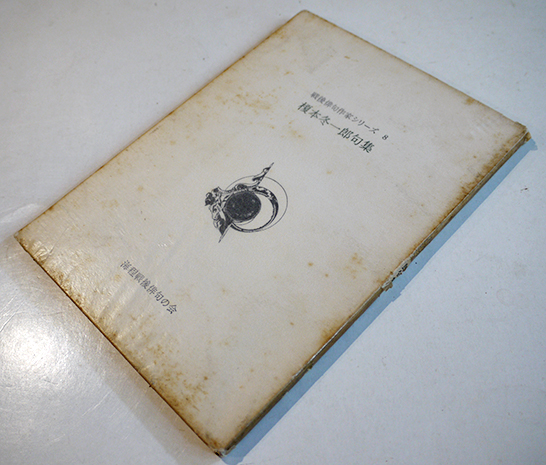 戦後俳句作家シリーズ 8
榎本冬一郎句集
海程戦後俳句の会